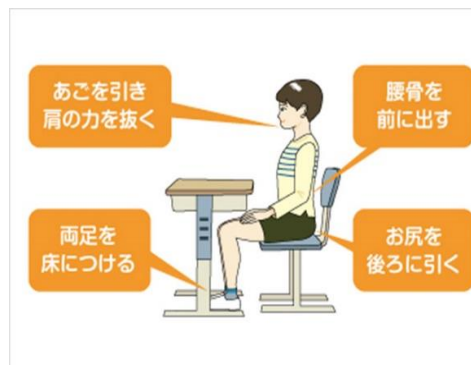 あごを引き
肩の力を抜く
腰骨を
前に出す
両足を
床につける
お尻を
後ろに引く